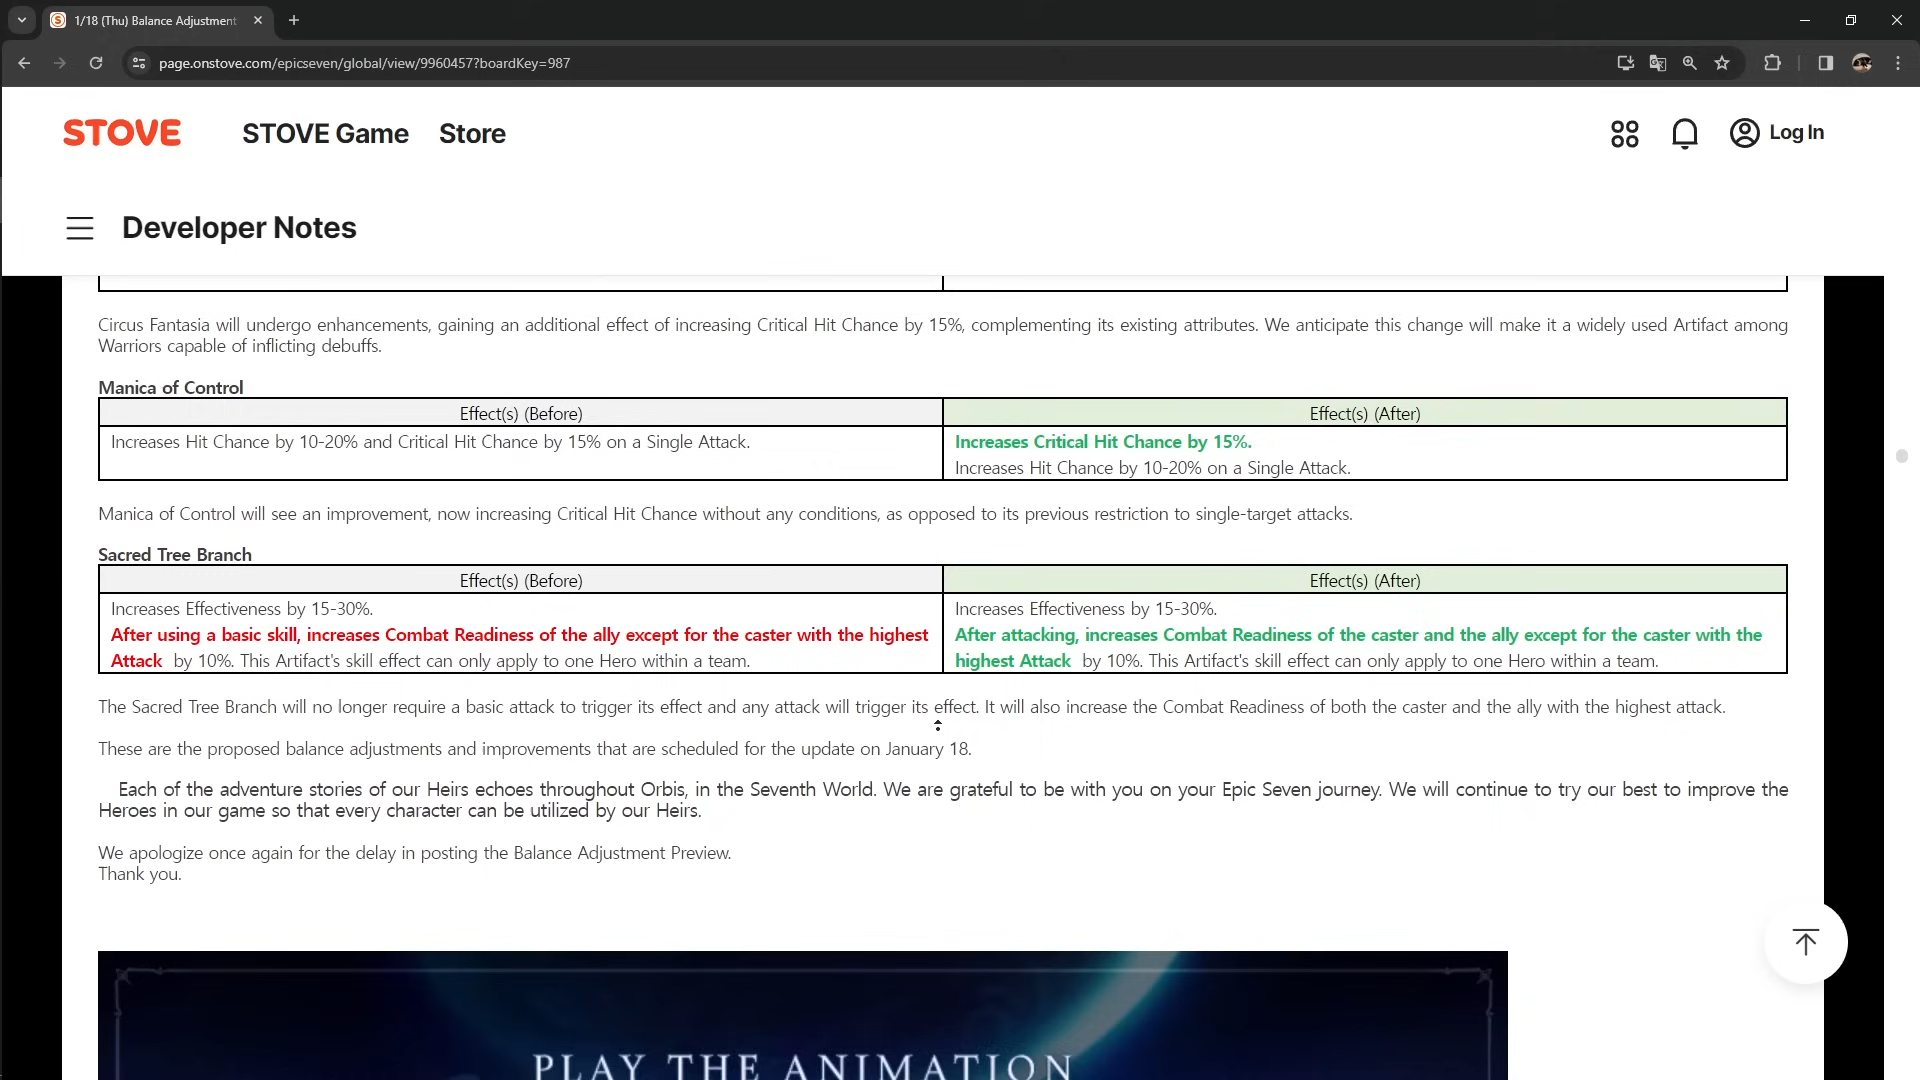 1/18 (Thu) Balance Adjustment
page.onstove.com/epicseven/global/view/9960457?boardKey=987
STOVE
STOVE Game
Store
Log In
Developer Notes
Circus Fantasia will undergo enhancements, gaining an additional effect of increasing Critical Hit Chance by 15%, complementing its existing attributes. We anticipate this change will make it a widely used Artifact among
Warriors capable of inflicting debuffs.
Manica of Control
Effect(s) (Before)
Effect(s) (After)
Increases Hit Chance by 10-20% and Critical Hit Chance by 15% on a Single Attack.
Increases Critical Hit Chance by 15%.
Increases Hit Chance by 10-20% on a Single Attack.
Manica of Control will see an improvement, now increasing Critical Hit Chance without any conditions, as opposed to its previous restriction to single-target attacks.
Sacred Tree Branch
Effect(s) (Before)
Effect(s) (After)
Increases Effectiveness by 15-30%.
After using a basic skill, increases Combat Readiness of the ally except for the caster with the highest
Attack by 10%. This Artifact's skill effect can only apply to one Hero within a team.
Increases Effectiveness by 15-30%.
After attacking, increases Combat Readiness of the caster and the ally except for the caster with the
highest Attack by 10%. This Artifact's skill effect can only apply to one Hero within a team.
The Sacred Tree Branch will no longer require a basic attack to trigger its effect and any attack will trigger its effect. It will also increase the Combat Readiness of both the caster and the ally with the highest attack.
These are the proposed balance adjustments and improvements that are scheduled for the update on January 18.
Each of the adventure stories of our Heirs echoes throughout Orbis, in the Seventh World. We are grateful to be with you on your Epic Seven journey. We will continue to try our best to improve the
Heroes in our game so that every character can be utilized by our Heirs.
We apologize once again for the delay in posting the Balance Adjustment Preview.
Thank you.
PLAY THE ANIMATION